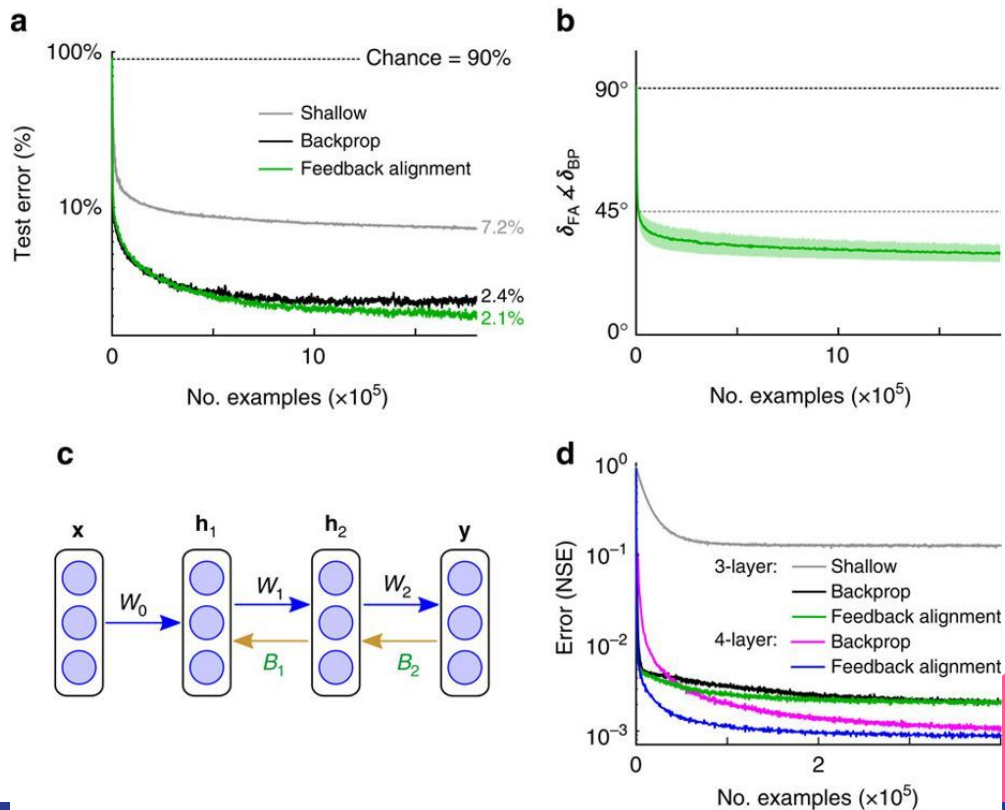 a
100%
Chance = 90%
Shallow
Backprop
Feedback alignment
Test error (%)
10%
7.2%
2.4%
2.1%
0
10
No. examples (×10⁵)
b
90°
δFA ∡ δBP
45°
0°
0
10
No. examples (×10⁵)
c
x
h₁
h₂
y
W₀
W₁
W₂
B₁
B₂
d
10⁰
10⁻¹
Error (NSE)
3-layer: Shallow
Backprop
Feedback alignment
4-layer: Backprop
Feedback alignment
10⁻²
10⁻³
0
2
No. examples (×10⁵)